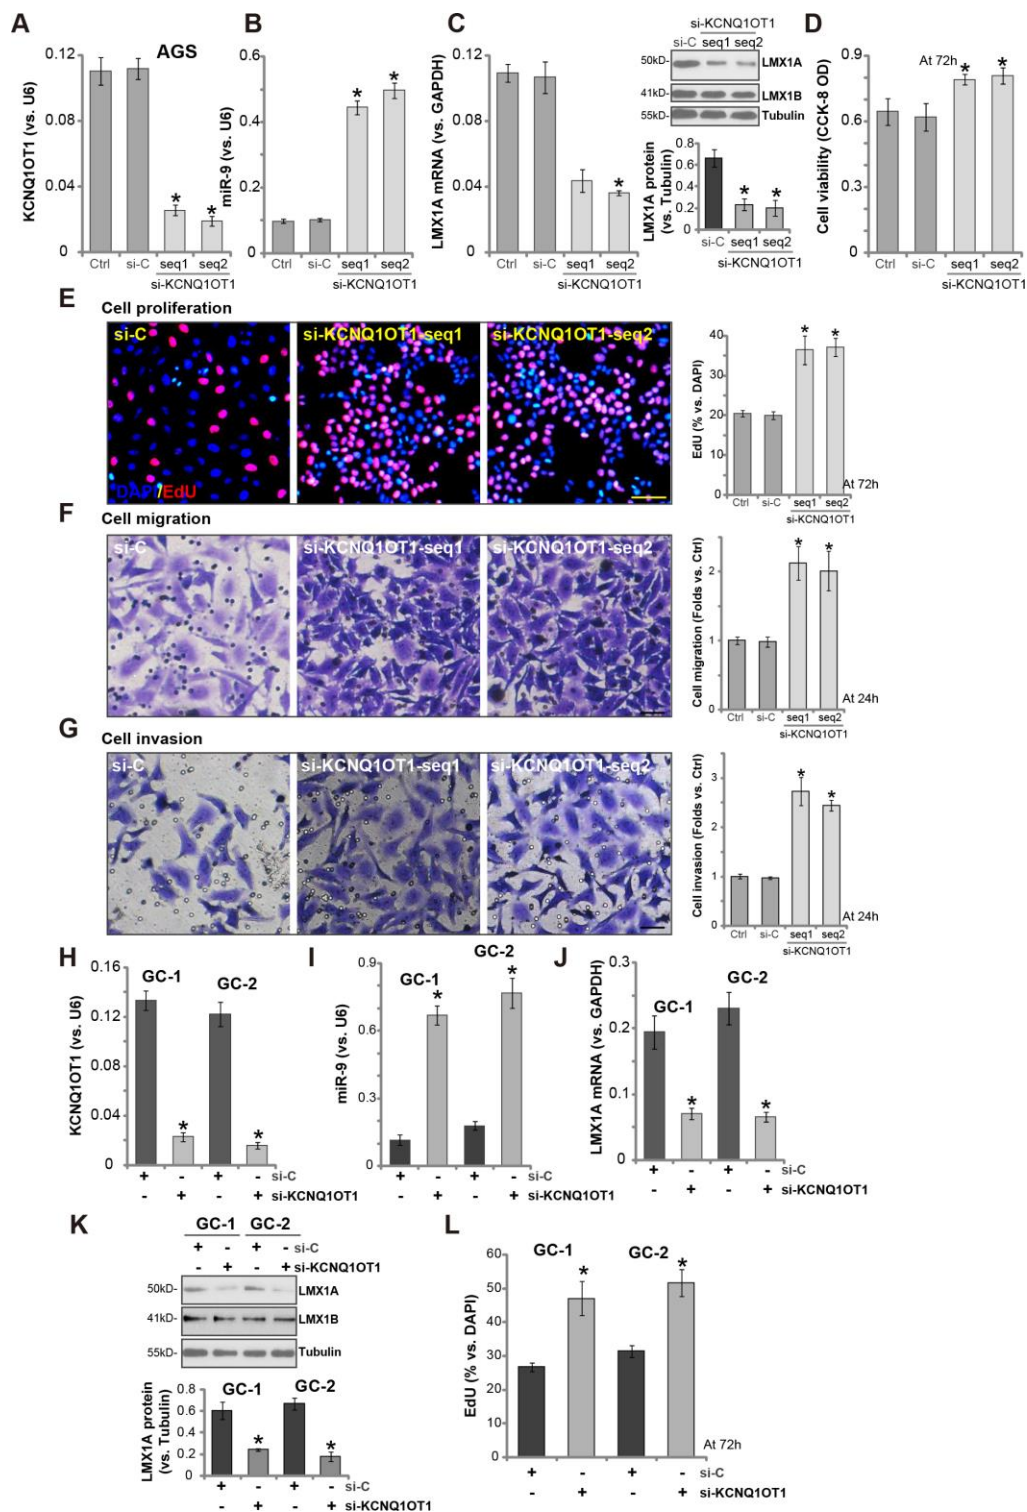 A
KCNQ1OT1 (vs. U6)
0.12
0.08
0.04
0
AGS
*
*
Ctrl
si-C
seq1
seq2
si-KCNQ1OT1
B
miR-9 (vs. U6)
0.6
0.4
0.2
0
*
*
Ctrl
si-C
seq1
seq2
si-KCNQ1OT1
C
LMX1A mRNA (vs. GAPDH)
0.12
0.08
0.04
0
*
Ctrl
si-C
seq1
seq2
si-KCNQ1OT1
si-KCNQ1OT1
si-C seq1 seq2
50kD- LMX1A
41kD- LMX1B
55kD- Tubulin
LMX1A protein
(vs. Tubulin)
0.8
0.6
0.4
0.2
0
*
*
si-C
seq1
seq2
si-KCNQ1OT1
D
Cell viability (CCK-8 OD)
0.9
0.6
0.3
0
At 72h
*
*
Ctrl
si-C
seq1
seq2
si-KCNQ1OT1
E
Cell proliferation
si-C
si-KCNQ1OT1-seq1
si-KCNQ1OT1-seq2
DAPI/EdU
EdU (% vs. DAPI)
40
30
20
10
0
*
*
At 72h
Ctrl
si-C
seq1
seq2
si-KCNQ1OT1
F
Cell migration
si-C
si-KCNQ1OT1-seq1
si-KCNQ1OT1-seq2
Cell migration (Folds vs. Ctrl)
2
1
0
*
*
At 24h
Ctrl
si-C
seq1
seq2
si-KCNQ1OT1
G
Cell invasion
si-C
si-KCNQ1OT1-seq1
si-KCNQ1OT1-seq2
Cell invasion (Folds vs. Ctrl)
3
2
1
0
*
*
At 24h
Ctrl
si-C
seq1
seq2
si-KCNQ1OT1
H
KCNQ1OT1 (vs. U6)
0.16
0.12
0.08
0.04
0
GC-1
GC-2
*
*
+ - + - si-C
- + - + si-KCNQ1OT1
I
miR-9 (vs. U6)
0.9
0.6
0.3
0
GC-1
GC-2
*
*
+ - + - si-C
- + - + si-KCNQ1OT1
J
LMX1A mRNA (vs. GAPDH)
0.3
0.2
0.1
0
GC-1
GC-2
*
*
+ - + - si-C
- + - + si-KCNQ1OT1
K
GC-1 GC-2
+ - + - si-C
- + - + si-KCNQ1OT1
50kD- LMX1A
41kD- LMX1B
55kD- Tubulin
LMX1A protein
(vs. Tubulin)
0.8
0.6
0.4
0.2
0
GC-1
GC-2
*
*
+ - + - si-C
- + - + si-KCNQ1OT1
L
EdU (% vs. DAPI)
60
50
40
30
20
10
0
GC-1
GC-2
*
*
At 72h
+ - + - si-C
- + - + si-KCNQ1OT1